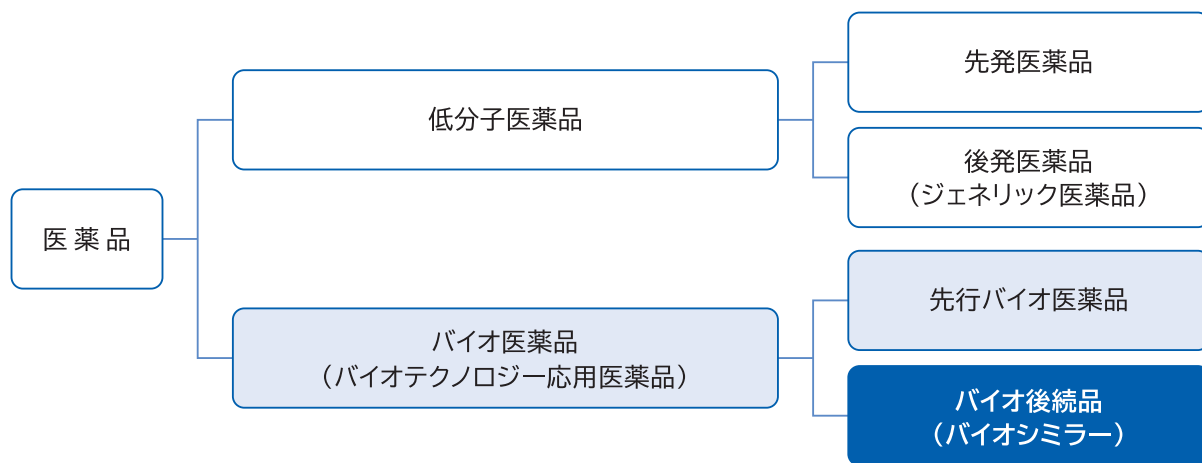 先発医薬品
低分子医薬品
後発医薬品
（ジェネリック医薬品）
医薬品
先行バイオ医薬品
バイオ医薬品
（バイオテクノロジー応用医薬品）
バイオ後続品
（バイオシミラー）